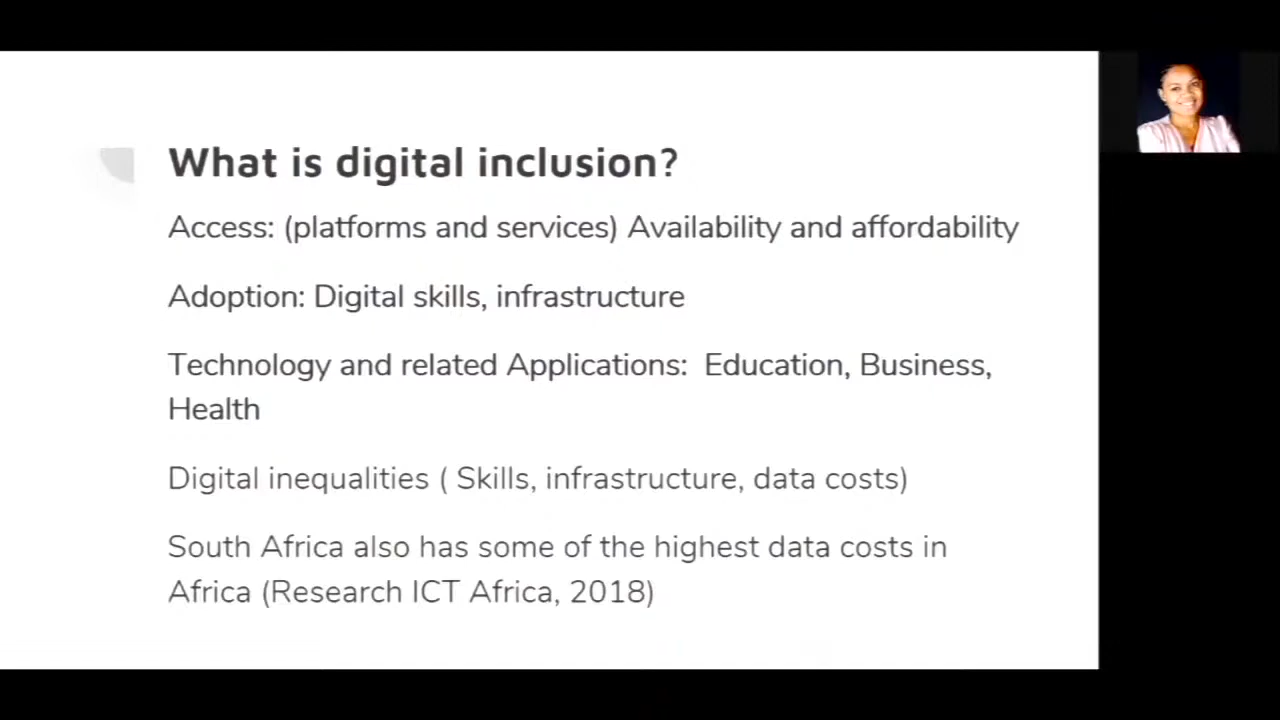 What is digital inclusion?
Access: (platforms and services) Availability and affordability
Adoption: Digital skills, infrastructure
Technology and related Applications:  Education, Business,
Health
Digital inequalities ( Skills, infrastructure, data costs)
South Africa also has some of the highest data costs in
Africa (Research ICT Africa, 2018)